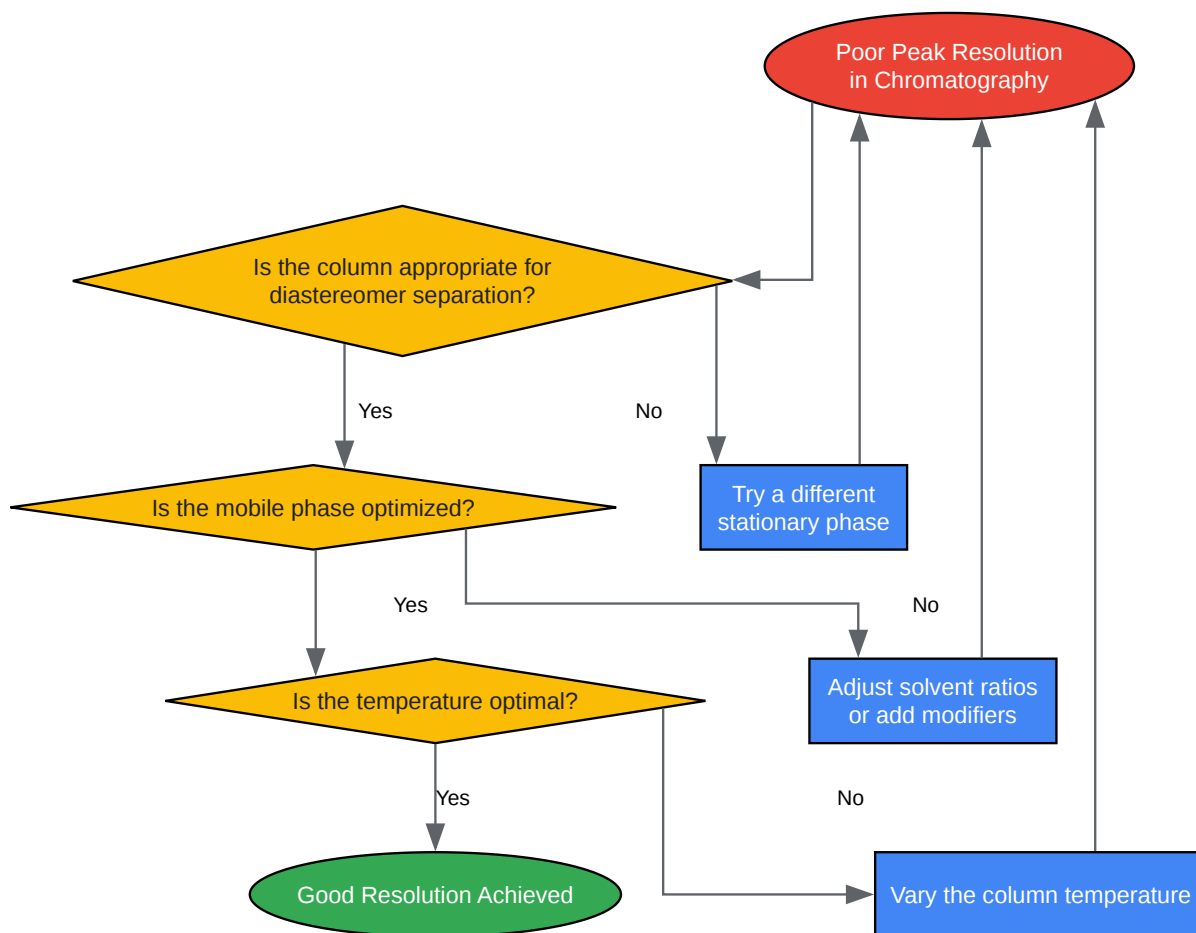 Poor Peak Resolution
in Chromatography
Is the column appropriate for
diastereomer separation?
Yes
No
Is the mobile phase optimized?
Try a different
stationary phase
Yes
No
Is the temperature optimal?
Adjust solvent ratios
or add modifiers
Yes
No
Good Resolution Achieved
Vary the column temperature